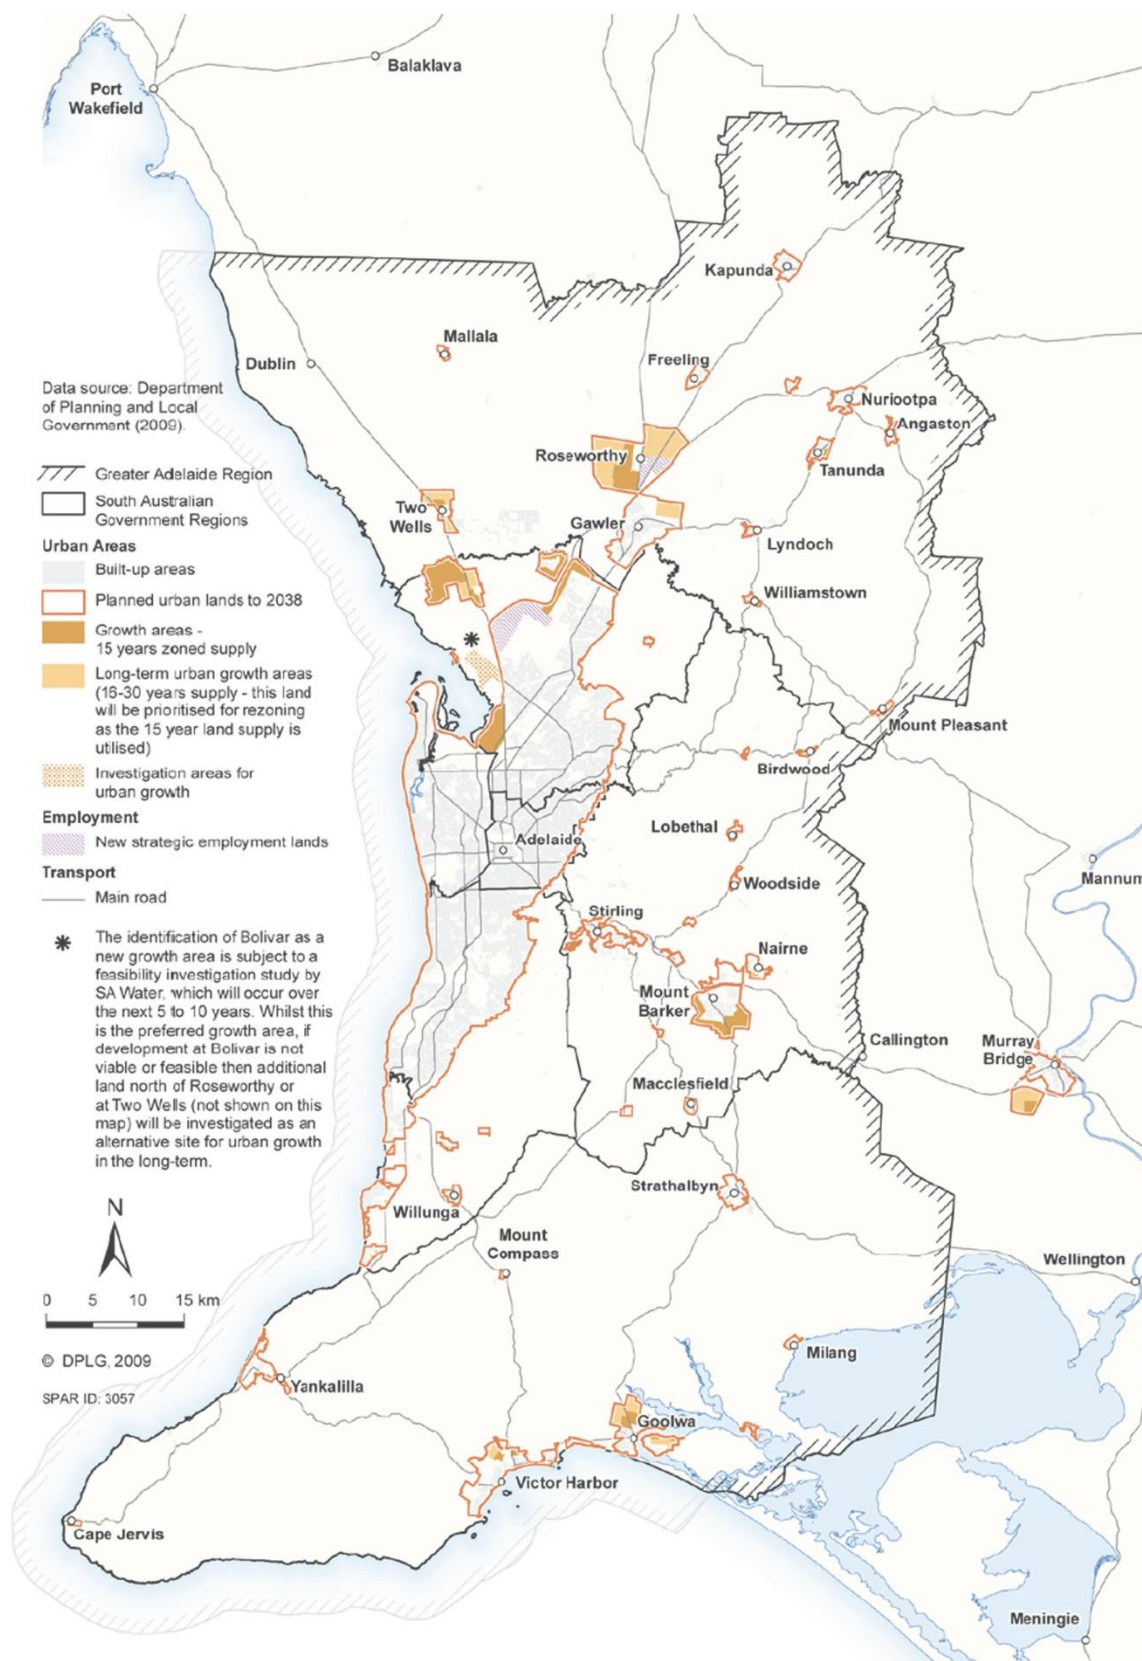 Balaklava
Port
Wakefield
Kapunda
Mallala
Dublin
Freeling
Data source: Department
of Planning and Local
Government (2009).
Nuriootpa
Angaston
Roseworthy
Tanunda
Greater Adelaide Region
South Australian
Government Regions
Two
Wells
Gawler
Lyndoch
Urban Areas
Built-up areas
Planned urban lands to 2038
Williamstown
Growth areas -
15 years zoned supply
Long-term urban growth areas
(16-30 years supply - this land
will be prioritised for rezoning
as the 15 year land supply is
utilised)
Mount Pleasant
Investigation areas for
urban growth
Birdwood
Employment
New strategic employment lands
Lobethal
Adelaide
Transport
Main road
Mannum
Woodside
Stirling
The identification of Bolivar as a
new growth area is subject to a
feasibility investigation study by
SA Water, which will occur over
the next 5 to 10 years. Whilst this
is the preferred growth area, if
development at Bolivar is not
viable or feasible then additional
land north of Roseworthy or
at Two Wells (not shown on this
map) will be investigated as an
alternative site for urban growth
in the long-term.
Nairne
Mount
Barker
Callington
Murray
Bridge
Macclesfield
Strathalbyn
Willunga
N
Mount
Compass
Wellington
0 5 10 15 km
Milang
© DPLG, 2009
SPAR ID: 3057
Yankalilla
Goolwa
Victor Harbor
Cape Jervis
Meningie